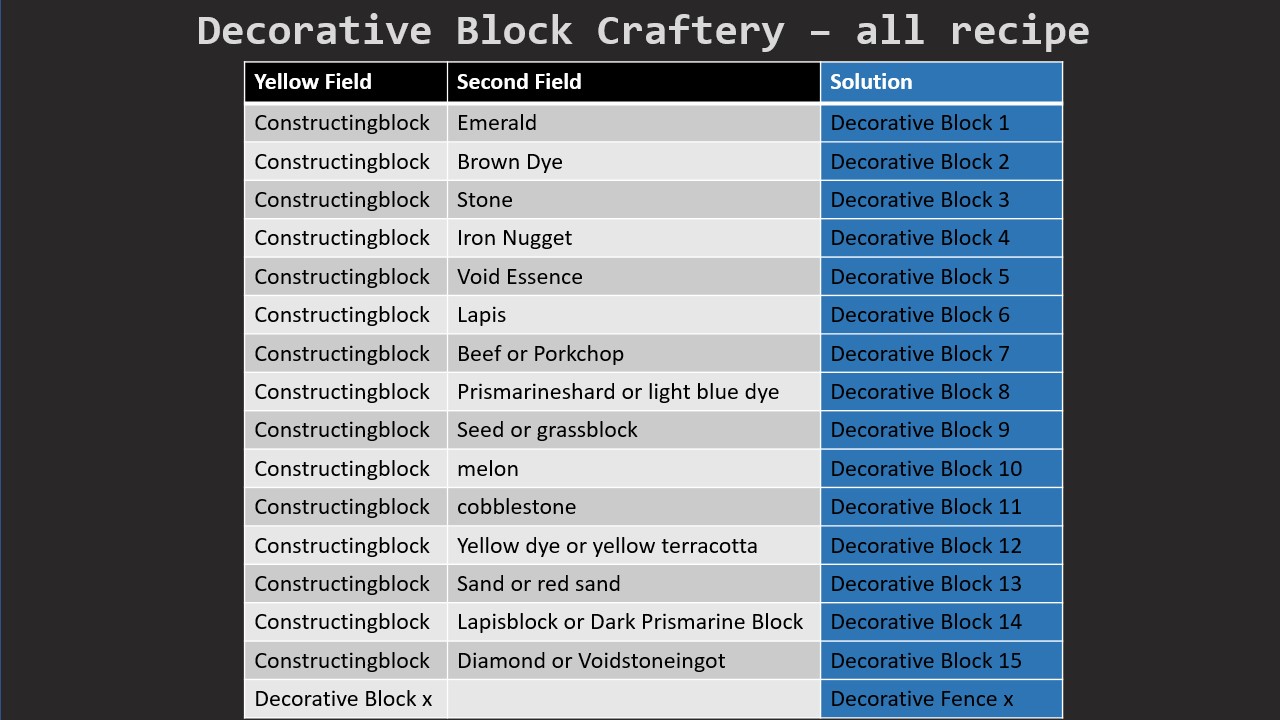 Decorative Block Craftery – all recipe
Yellow Field Second Field Solution
Constructingblock Emerald Decorative Block 1
Constructingblock Brown Dye Decorative Block 2
Constructingblock Stone Decorative Block 3
Constructingblock Iron Nugget Decorative Block 4
Constructingblock Void Essence Decorative Block 5
Constructingblock Lapis Decorative Block 6
Constructingblock Beef or Porkchop Decorative Block 7
Constructingblock Prismarineshard or light blue dye Decorative Block 8
Constructingblock Seed or grassblock Decorative Block 9
Constructingblock melon Decorative Block 10
Constructingblock cobblestone Decorative Block 11
Constructingblock Yellow dye or yellow terracotta Decorative Block 12
Constructingblock Sand or red sand Decorative Block 13
Constructingblock Lapisblock or Dark Prismarine Block Decorative Block 14
Constructingblock Diamond or Voidstoneingot Decorative Block 15
Decorative Block x Decorative Fence x